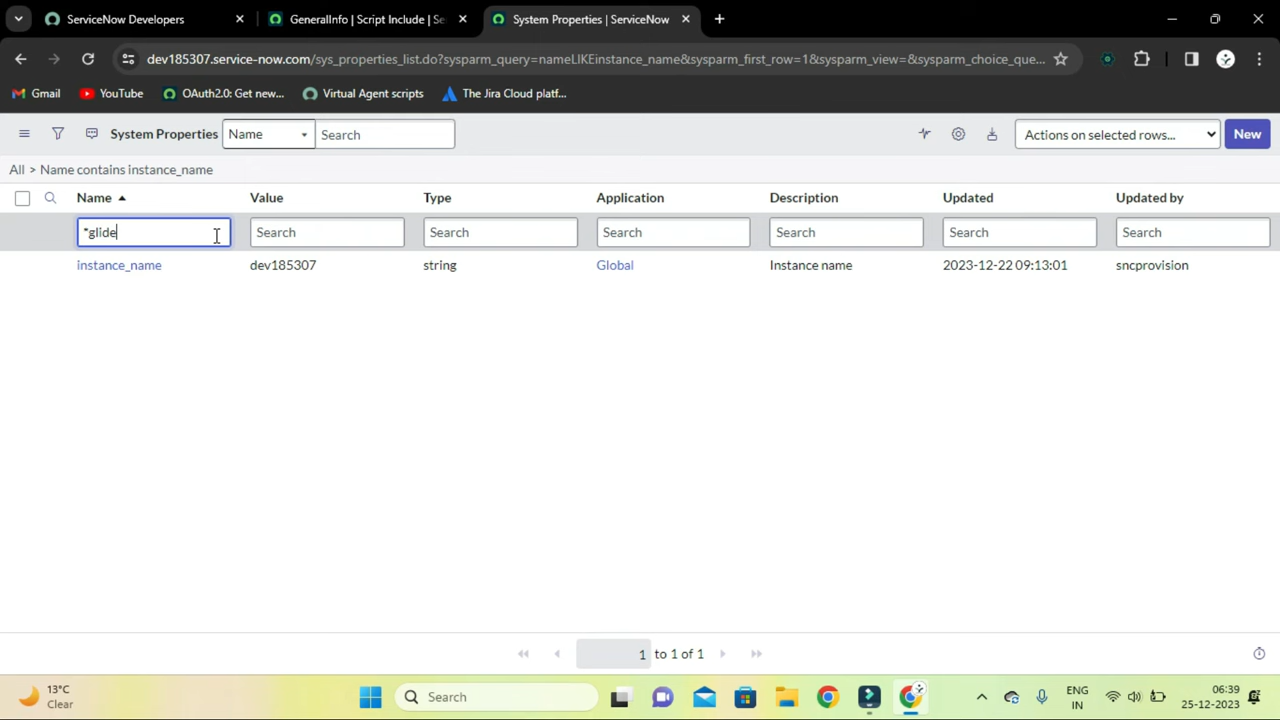 ServiceNow Developers
GeneralInfo | Script Include | Se
System Properties | ServiceNow
dev185307.service-now.com/sys_properties_list.do?sysparm_query=nameLIKEinstance_name&sysparm_first_row=1&sysparm_view=&sysparm_choice_que...
Gmail YouTube OAuth2.0: Get new... Virtual Agent scripts The Jira Cloud platf...
System Properties Name Search Actions on selected rows... New
All > Name contains instance_name
Name Value Type Application Description Updated Updated by
*glide Search Search Search Search Search Search
instance_name dev185307 string Global Instance name 2023-12-22 09:13:01 sncprovision
1 to 1 of 1
13°C
Clear
Search
ENG
IN
06:39
25-12-2023